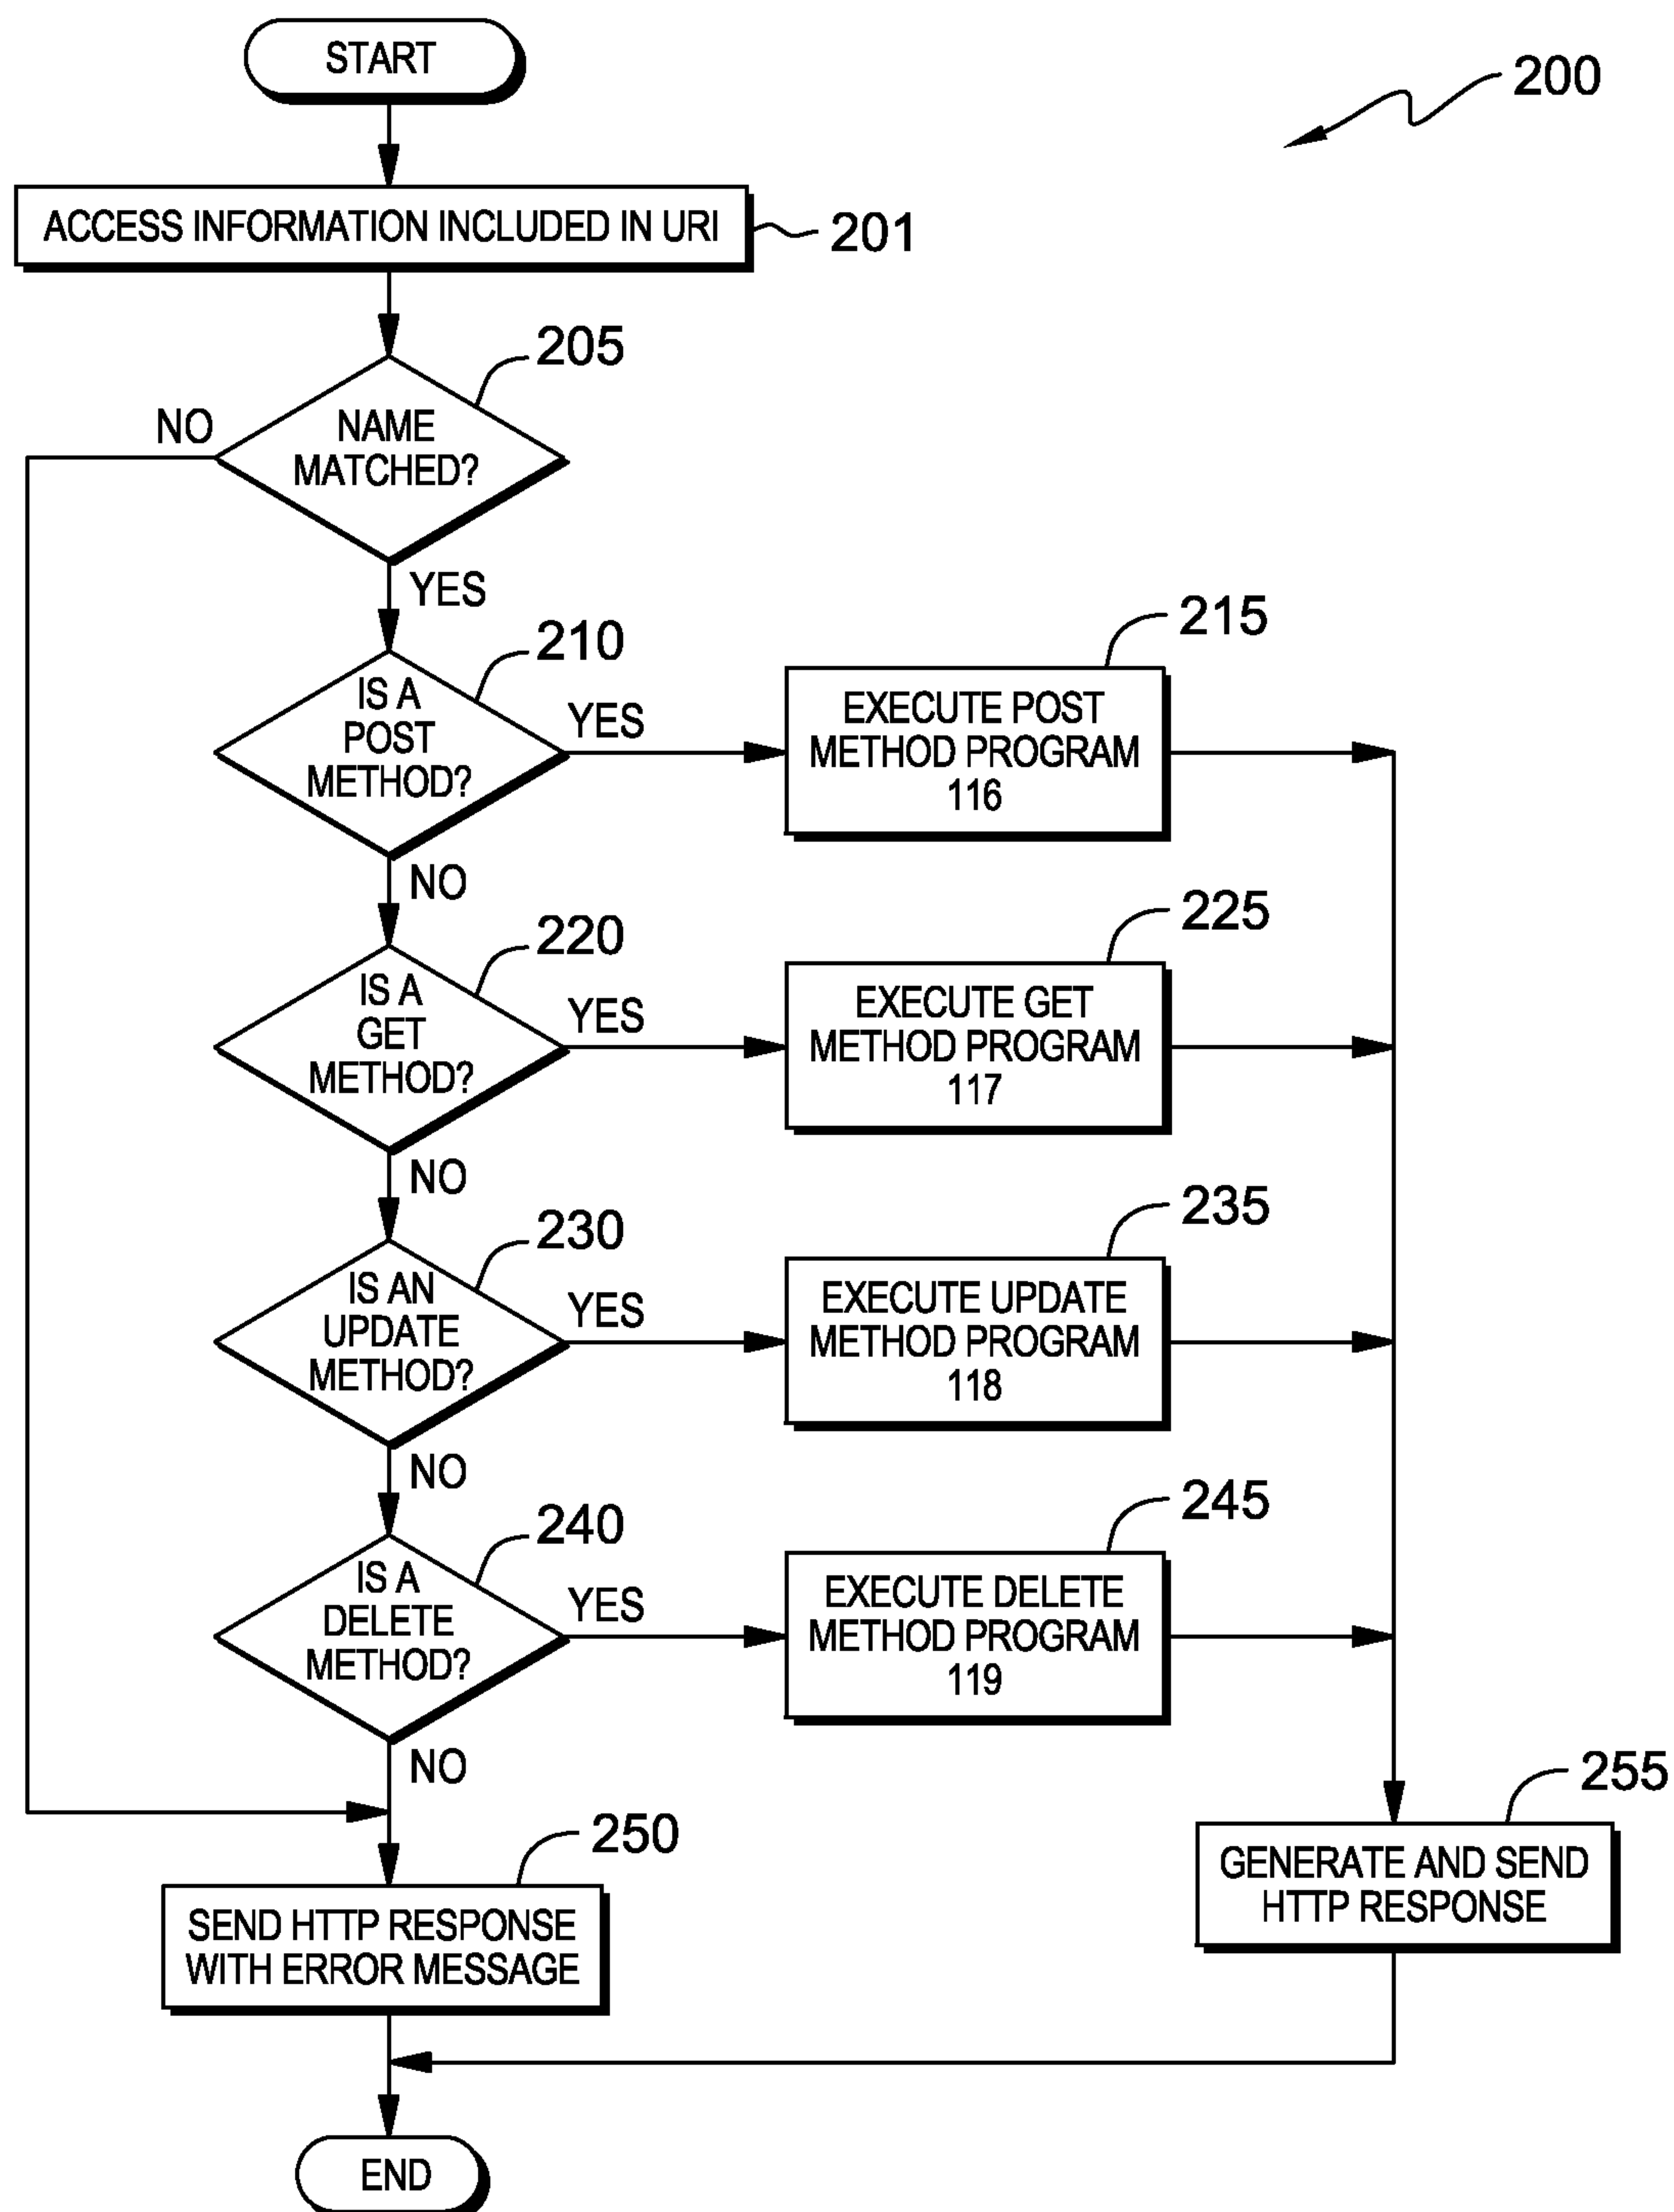 START
200
ACCESS INFORMATION INCLUDED IN URI
201
205
NO
NAME
MATCHED?
YES
210
IS A
POST
METHOD?
YES
215
EXECUTE POST
METHOD PROGRAM
116
NO
220
IS A
GET
METHOD?
YES
225
EXECUTE GET
METHOD PROGRAM
117
NO
230
IS AN
UPDATE
METHOD?
YES
235
EXECUTE UPDATE
METHOD PROGRAM
118
NO
240
IS A
DELETE
METHOD?
YES
245
EXECUTE DELETE
METHOD PROGRAM
119
NO
250
SEND HTTP RESPONSE
WITH ERROR MESSAGE
255
GENERATE AND SEND
HTTP RESPONSE
END